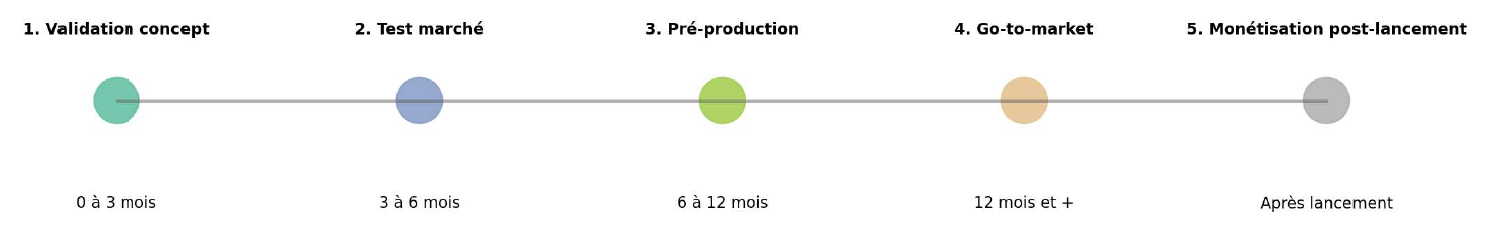 1. Validation concept
2. Test marché
3. Pré-production
4. Go-to-market
5. Monétisation post-lancement
0 à 3 mois
3 à 6 mois
6 à 12 mois
12 mois et +
Après lancement